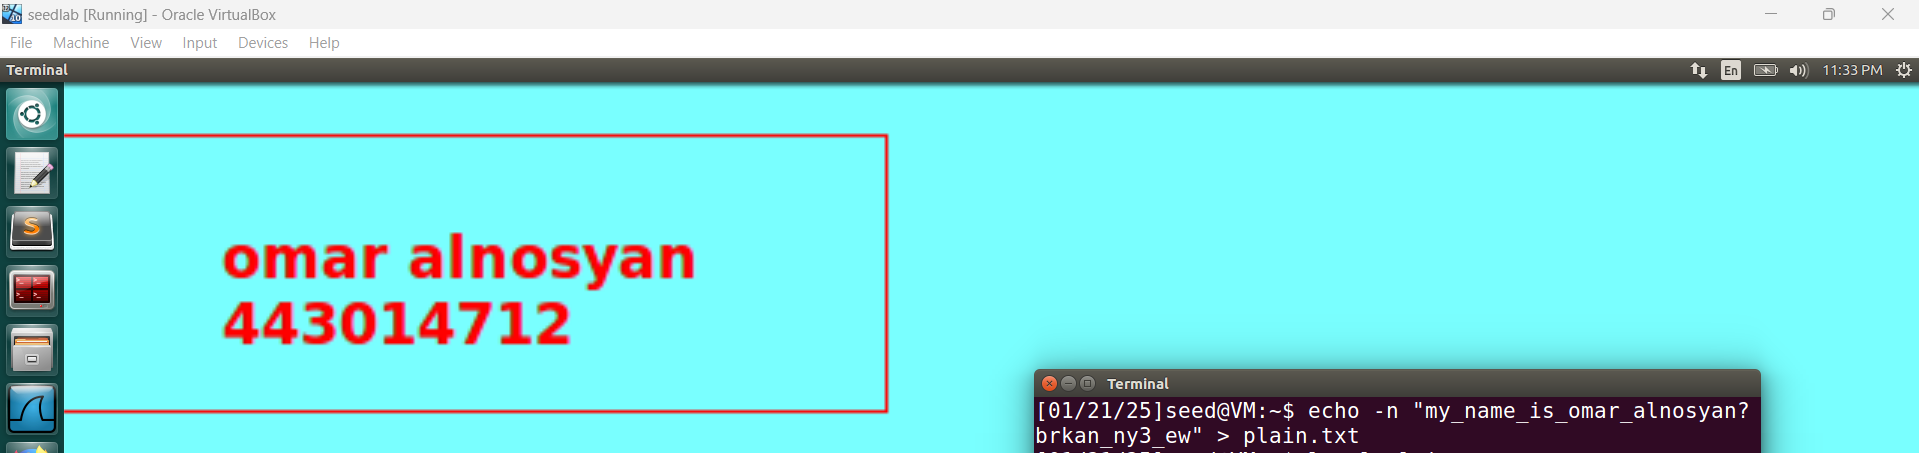 seedlab [Running] - Oracle VirtualBox
File Machine View Input Devices Help
Terminal En 11:33 PM
omar alnosyan
443014712
Terminal
[01/21/25]seed@VM:~$ echo -n "my_name_is_omar_alnosyan?
brkan_ny3_ew" > plain.txt